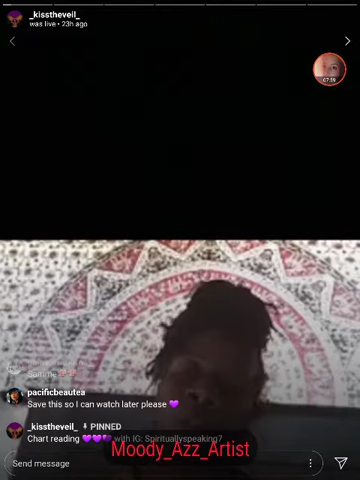 _kisstheveil_
was live • 23h ago
07:39
pacificbeautea
Save this so I can watch later please 💜
_kisstheveil_ PINNED
Chart reading 💜💜💜 with IG: Spirituallyspeaking7
Moody_Azz_Artist
Send message